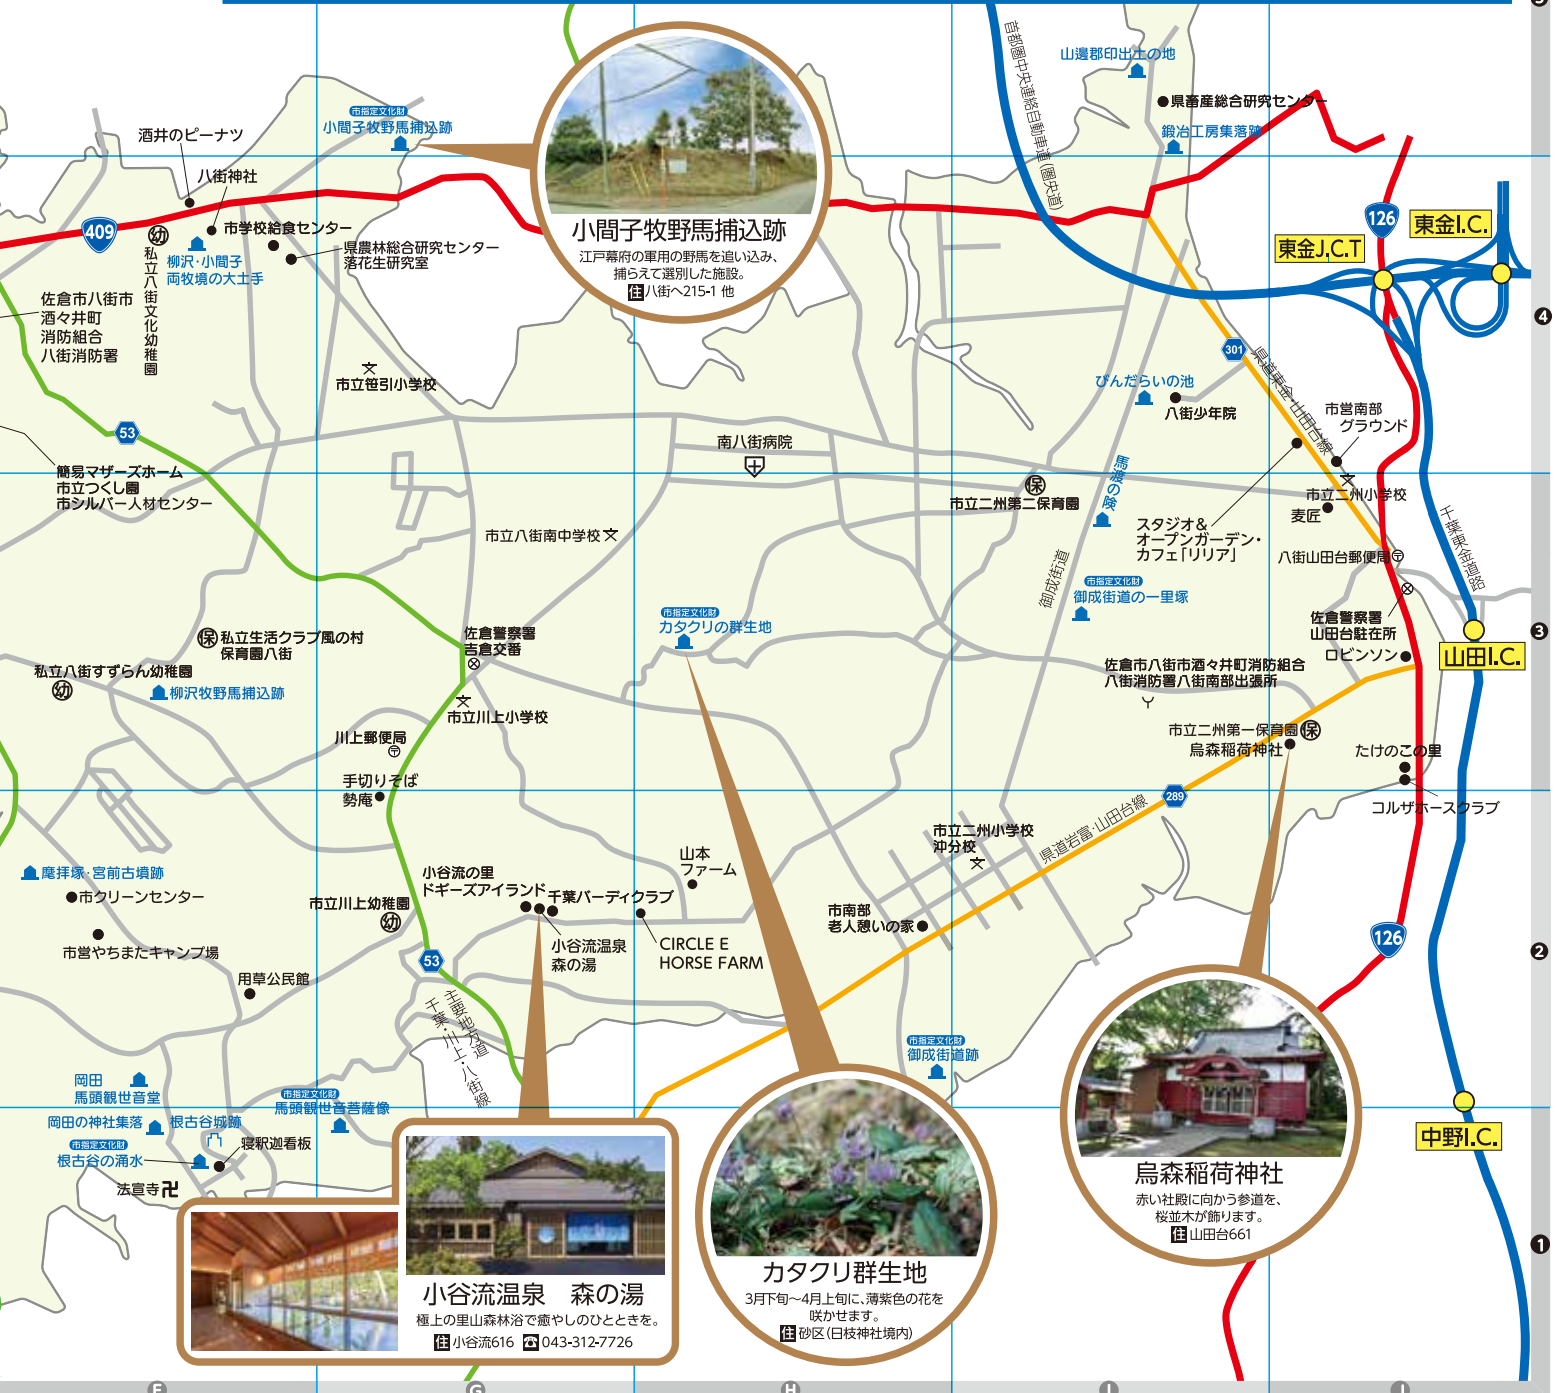 山邊郡印出土の地
県畜産総合研究センター
鍛冶工房集落跡
首都圏中央連絡自動車道(圏央道)
市指定文化財
小間子牧野馬捕込跡
酒井のピーナツ
八街神社
409
市学校給食センター
県農林総合研究センター
落花生研究室
幼
私立八街文化幼稚園
柳沢・小間子
両牧境の大土手
佐倉市八街市
酒々井町
消防組合
八街消防署
小間子牧野馬捕込跡
江戸幕府の軍用の野馬を追い込み、
捕らえて選別した施設。
住 八街へ215-1 他
126
東金I.C.
東金J.C.T
4
301
県道東金・山田台線
市立笹引小学校
53
びんだらいの池
八街少年院
市営南部
グラウンド
南八街病院
簡易マザーズホーム
市立つくし園
市シルバー人材センター
保
市立二州第二保育園
馬渡の険
市立二州小学校
麦匠
スタジオ&
オープンガーデン・
カフェ「リリア」
市立八街南中学校
八街山田台郵便局
千葉東金道路
御成街道
市指定文化財
御成街道の一里塚
市指定文化財
カタクリの群生地
佐倉警察署
山田台駐在所
ロビンソン
3
山田I.C.
保
私立生活クラブ風の村
保育園八街
佐倉警察署
吉倉交番
私立八街すずらん幼稚園
幼
柳沢牧野馬捕込跡
市立川上小学校
佐倉市八街市酒々井町消防組合
八街消防署八街南部出張所
市立二州第一保育園
保
烏森稲荷神社
川上郵便局
たけのこの里
コルザホースクラブ
手切りそば
勢庵
289
県道岩富・山田台線
市立二州小学校
沖分校
山本
ファーム
麾拝塚・宮前古墳跡
市クリーンセンター
小谷流の里
ドギーズアイランド
千葉バーディクラブ
市立川上幼稚園
幼
市南部
老人憩いの家
市営やちまたキャンプ場
小谷流温泉
森の湯
CIRCLE E
HORSE FARM
53
126
2
用草公民館
主要地方道
千葉・川上・八街線
市指定文化財
御成街道跡
岡田
馬頭観世音堂
市指定文化財
馬頭観世音菩薩像
岡田の神社集落
根古谷城跡
市指定文化財
根古谷の湧水
寝釈迦看板
法宣寺
中野I.C.
烏森稲荷神社
赤い社殿に向かう参道を、
桜並木が飾ります。
住 山田台661
1
小谷流温泉 森の湯
極上の里山森林浴で癒やしのひとときを。
住 小谷流616 ☎ 043-312-7726
カタクリ群生地
3月下旬〜4月上旬に、薄紫色の花を
咲かせます。
住 砂区(日枝神社境内)